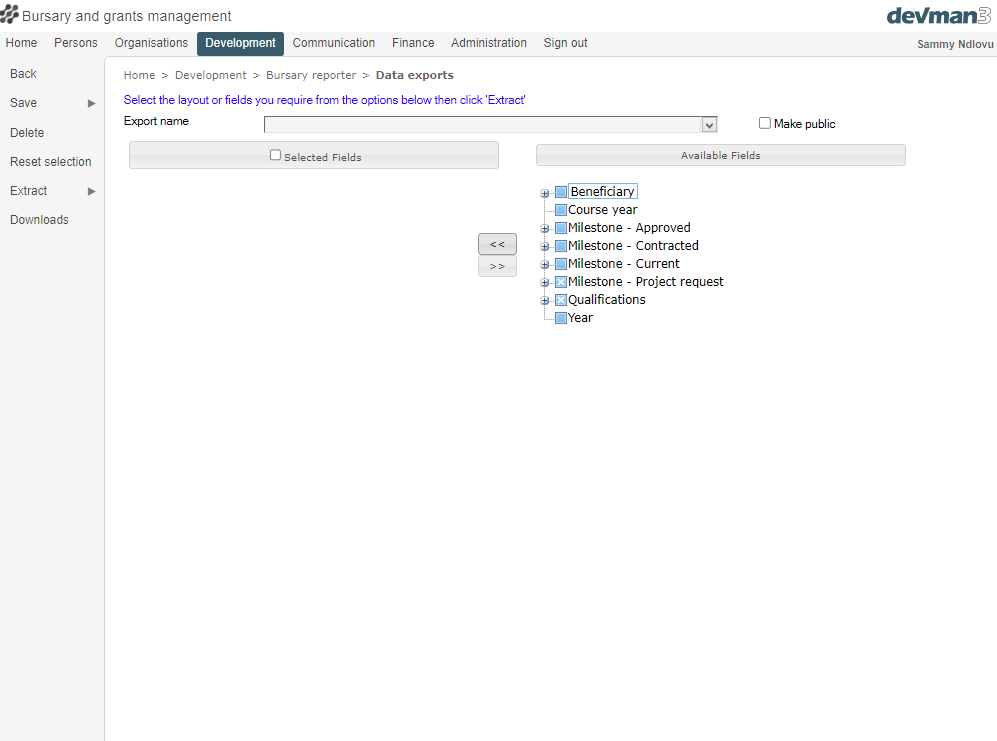 Bursary and grants management
devman3
Home Persons Organisations Development Communication Finance Administration Sign out
Sammy Ndlovu
Back
Save
Delete
Reset selection
Extract
Downloads
Home > Development > Bursary reporter > Data exports
Select the layout or fields you require from the options below then click 'Extract'
Export name
Make public
Selected Fields
Available Fields
<<
>>
Beneficiary
Course year
Milestone - Approved
Milestone - Contracted
Milestone - Current
Milestone - Project request
Qualifications
Year